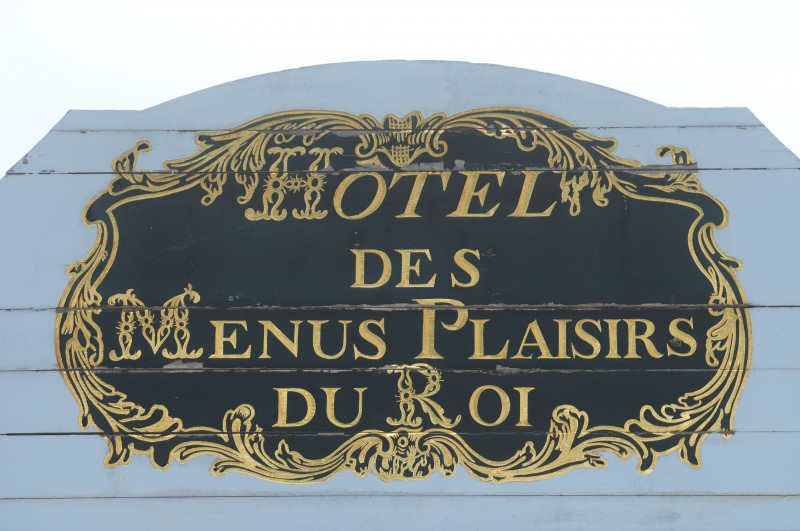 HOTEL
DES
MENUS PLAISIRS
DU ROI